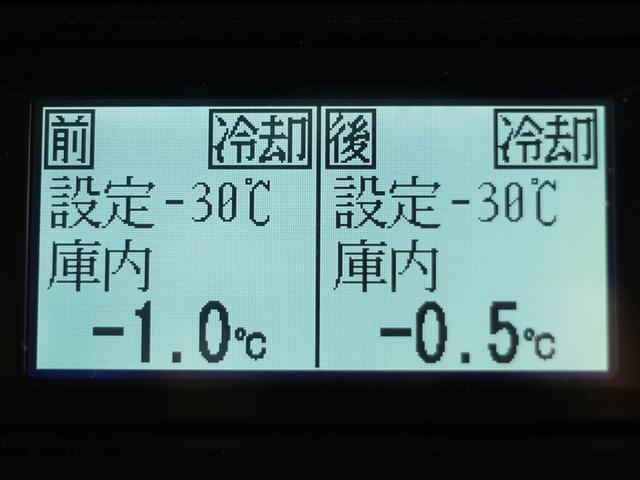 前 冷却
設定-30℃
庫内
-1.0℃
後 冷却
設定-30℃
庫内
-0.5℃